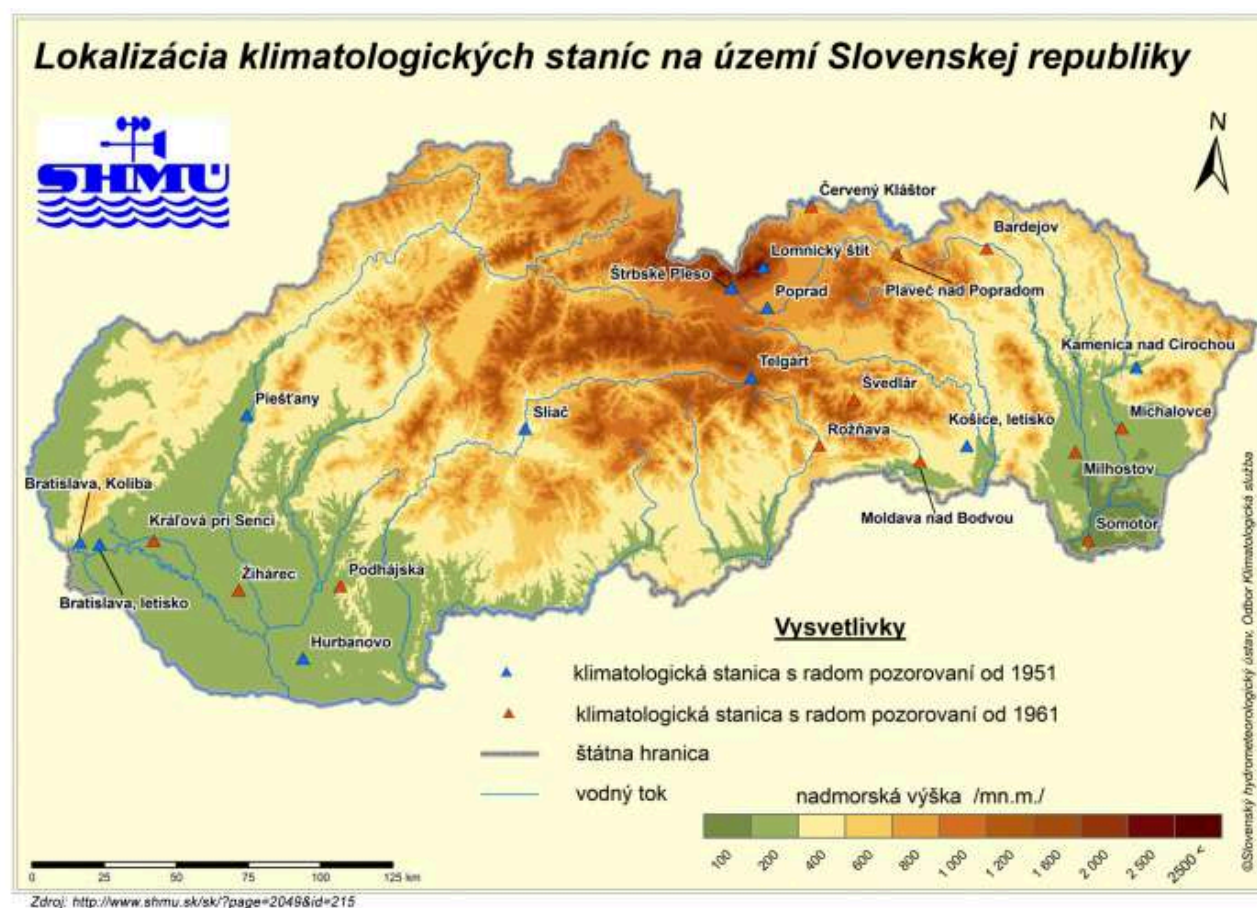 Lokalizácia klimatologických staníc na území Slovenskej republiky
SHMÚ
N
Červený Kláštor
Bardejov
Lomnický štít
Štrbské Pleso
Poprad
Plaveč nad Popradom
Kamenica nad Cirochou
Telgárt
Švedlár
Piešťany
Sliač
Michalovce
Košice, letisko
Rožňava
Milhostov
Bratislava, Koliba
Kráľová pri Senci
Moldava nad Bodvou
Somotor
Žihárec
Podhájska
Bratislava, letisko
Hurbanovo
Vysvetlivky
klimatologická stanica s radom pozorovaní od 1951
klimatologická stanica s radom pozorovaní od 1961
štátna hranica
vodný tok
nadmorská výška /mn.m./
100 200 400 600 800 1 000 1 200 1 600 2 000 2 500 2500 <
0 25 50 75 100 125 km
©Slovenský hydrometeorologický ústav, Odbor Klimatologická služba
Zdroj: http://www.shmu.sk/sk/?page=2049&id=215